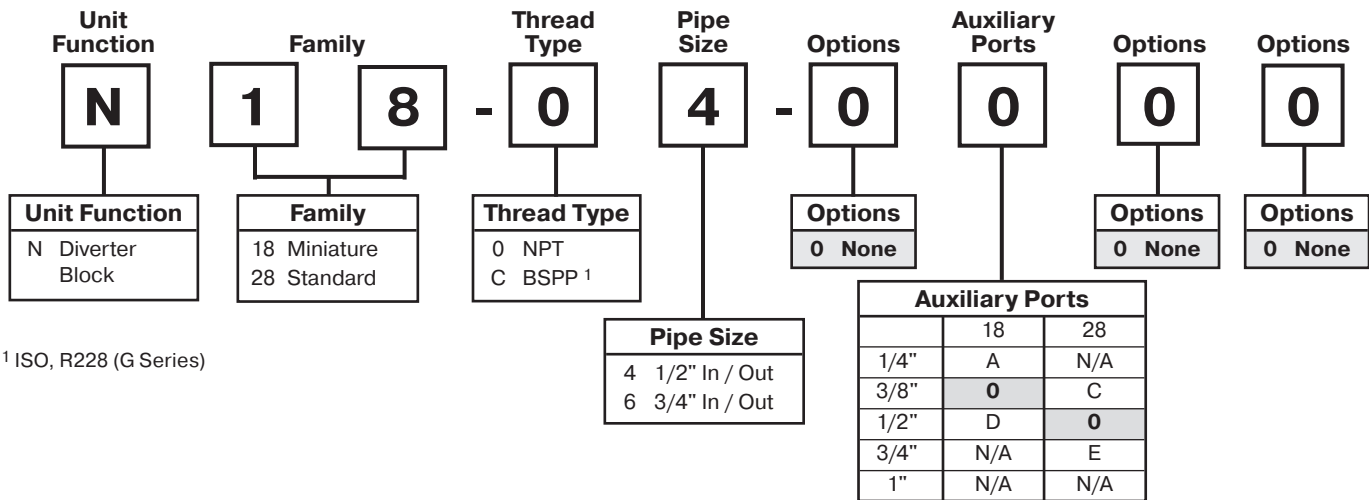 Unit Function Family Thread Type Pipe Size Options Auxiliary Ports Options Options
N 1 8 - 0 4 - 0 0 0 0
Unit Function
N Diverter Block
Family
18 Miniature
28 Standard
Thread Type
0 NPT
C BSPP 1
Options
0 None
Options
0 None
Options
0 None
1 ISO, R228 (G Series)
Pipe Size
4 1/2" In / Out
6 3/4" In / Out
Auxiliary Ports
18 28
1/4" A N/A
3/8" 0 C
1/2" D 0
3/4" N/A E
1" N/A N/A